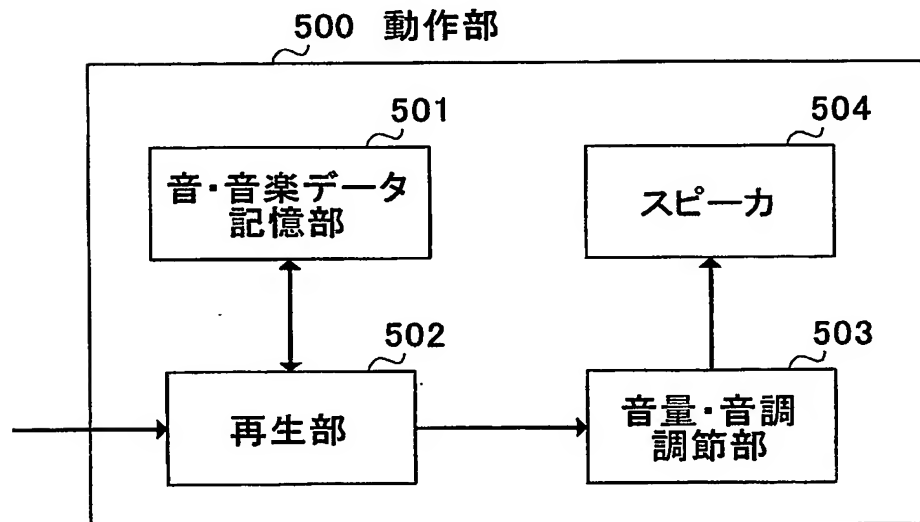 500 動作部
501
音・音楽データ
記憶部
504
スピーカ
502
再生部
503
音量・音調
調節部